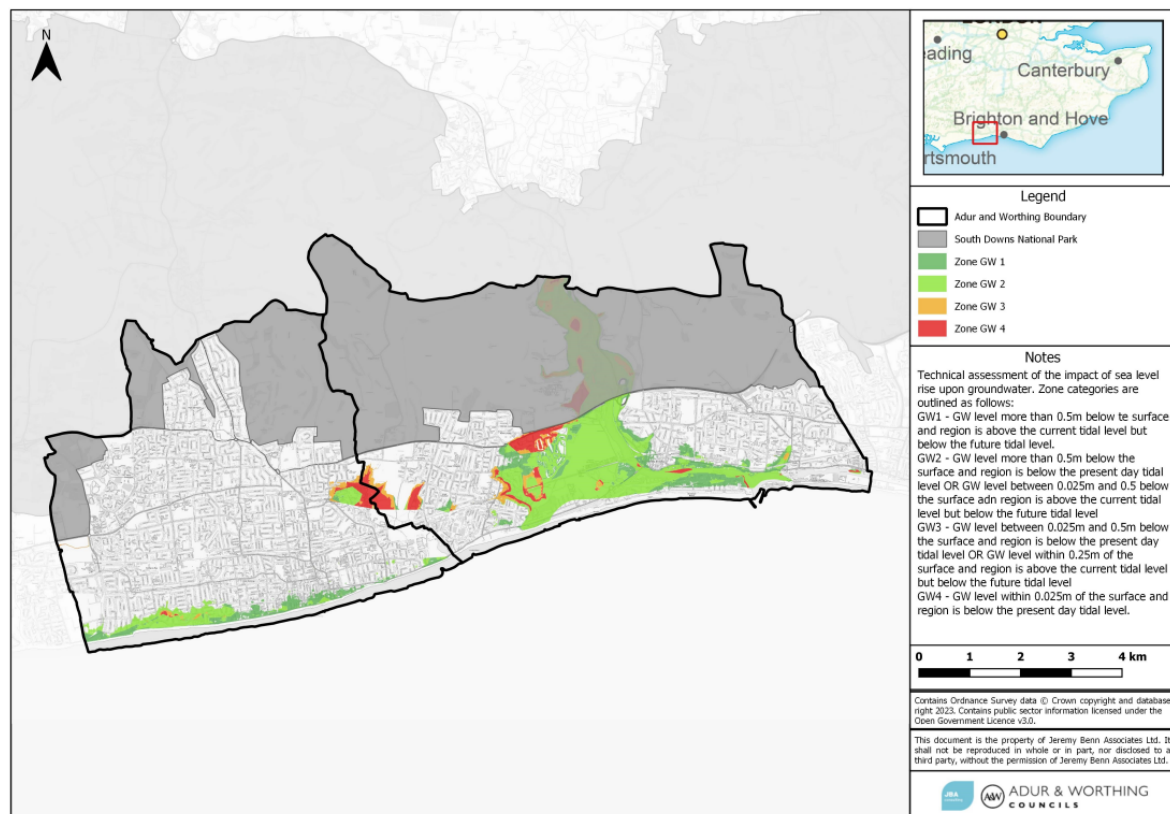 N
LONDON
eading
Canterbury
Brighton and Hove
rtsmouth
Legend
Adur and Worthing Boundary
South Downs National Park
Zone GW 1
Zone GW 2
Zone GW 3
Zone GW 4
Notes
Technical assessment of the impact of sea level
rise upon groundwater. Zone categories are
outlined as follows:
GW1 - GW level more than 0.5m below te surface
and region is above the current tidal level but
below the future tidal level.
GW2 - GW level more than 0.5m below the
surface and region is below the present day tidal
level OR GW level between 0.025m and 0.5 below
the surface adn region is above the current tidal
level but below the future tidal level
GW3 - GW level between 0.025m and 0.5m below
the surface and region is below the present day
tidal level OR GW level within 0.25m of the
surface and region is above the current tidal level
but below the future tidal level
GW4 - GW level within 0.025m of the surface and
region is below the present day tidal level.
0 1 2 3 4 km
Contains Ordnance Survey data © Crown copyright and database
right 2023. Contains public sector information licensed under the
Open Government Licence v3.0.
This document is the property of Jeremy Benn Associates Ltd. It
shall not be reproduced in whole or in part, nor disclosed to a
third party, without the permission of Jeremy Benn Associates Ltd.
JBA
A&W
ADUR & WORTHING
COUNCILS